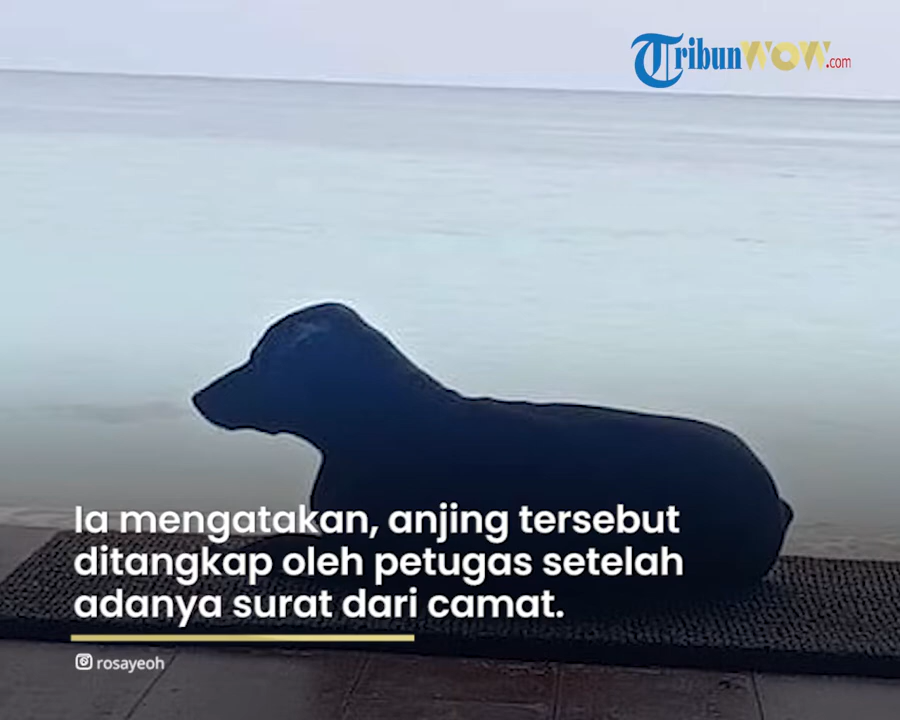 TribunWOW.com
Ia mengatakan, anjing tersebut
ditangkap oleh petugas setelah
adanya surat dari camat.
rosayeoh